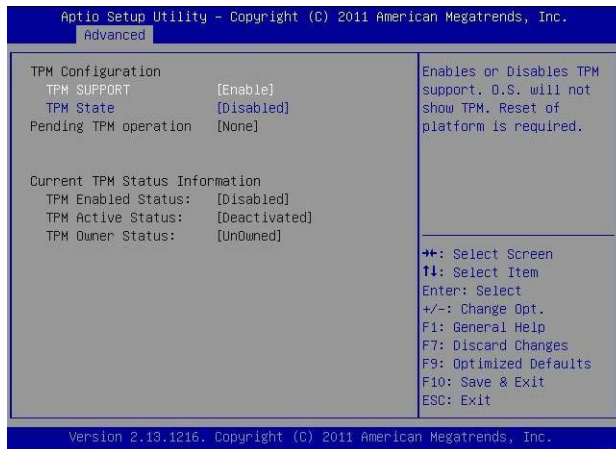 Aptio Setup Utility – Copyright (C) 2011 American Megatrends, Inc.
Advanced
TPM Configuration
TPM SUPPORT [Enable]
TPM State [Disabled]
Pending TPM operation [None]
Current TPM Status Information
TPM Enabled Status: [Disabled]
TPM Active Status: [Deactivated]
TPM Owner Status: [UnOwned]
Enables or Disables TPM
support. O.S. will not
show TPM. Reset of
platform is required.
→←: Select Screen
↑↓: Select Item
Enter: Select
+/-: Change Opt.
F1: General Help
F7: Discard Changes
F9: Optimized Defaults
F10: Save & Exit
ESC: Exit
Version 2.13.1216. Copyright (C) 2011 American Megatrends, Inc.